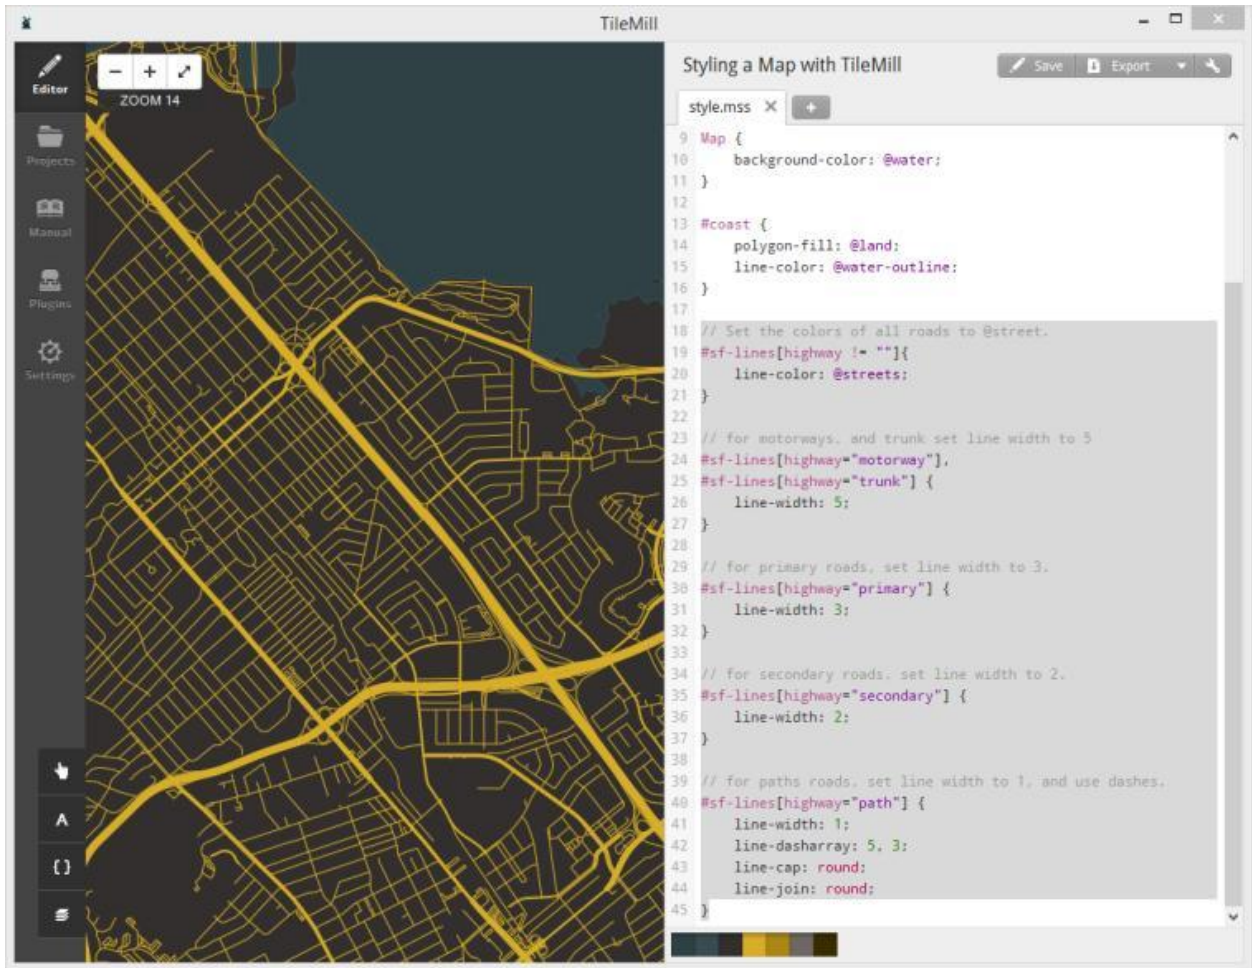 TileMill
Editor
Projects
Manual
Plugins
Settings
ZOOM 14
A
{}
Styling a Map with TileMill
Save
Export
style.mss
9 Map {
10 background-color: @water;
11 }
12
13 #coast {
14 polygon-fill: @land;
15 line-color: @water-outline;
16 }
17
18 // Set the colors of all roads to @street.
19 #sf-lines[highway != ""]{
20 line-color: @streets;
21 }
22
23 // for motorways, and trunk set line width to 5
24 #sf-lines[highway="motorway"],
25 #sf-lines[highway="trunk"] {
26 line-width: 5;
27 }
28
29 // for primary roads, set line width to 3.
30 #sf-lines[highway="primary"] {
31 line-width: 3;
32 }
33
34 // for secondary roads, set line width to 2.
35 #sf-lines[highway="secondary"] {
36 line-width: 2;
37 }
38
39 // for paths roads, set line width to 1, and use dashes.
40 #sf-lines[highway="path"] {
41 line-width: 1;
42 line-dasharray: 5, 3;
43 line-cap: round;
44 line-join: round;
45 }